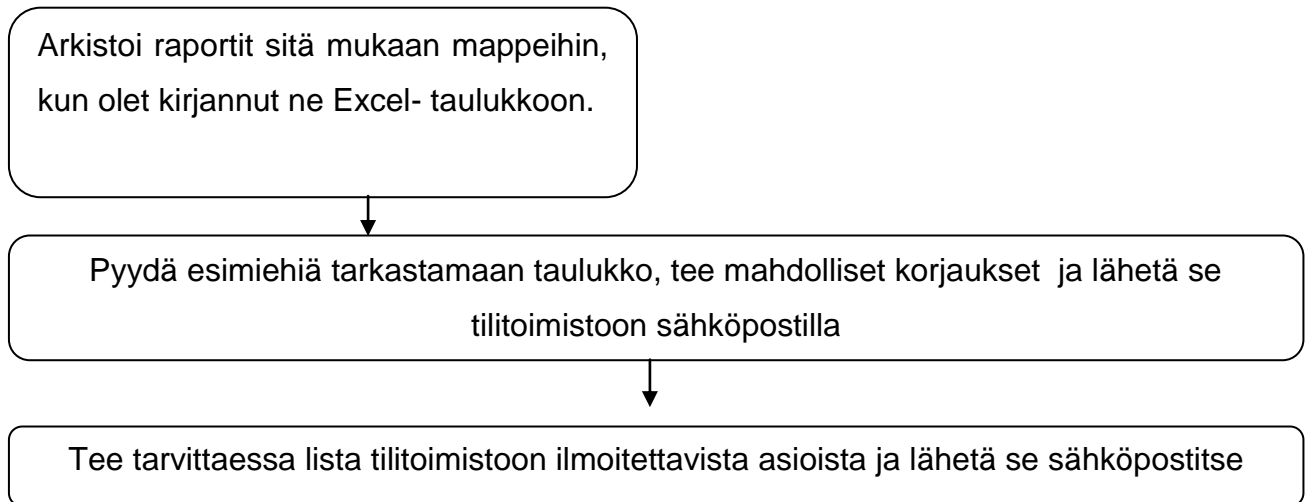 Arkistoi raportit sitä mukaan mappeihin,
kun olet kirjannut ne Excel- taulukkoon.
Pyydä esimiehiä tarkastamaan taulukko, tee mahdolliset korjaukset  ja lähetä se
tilitoimistoon sähköpostilla
Tee tarvittaessa lista tilitoimistoon ilmoitettavista asioista ja lähetä se sähköpostitse